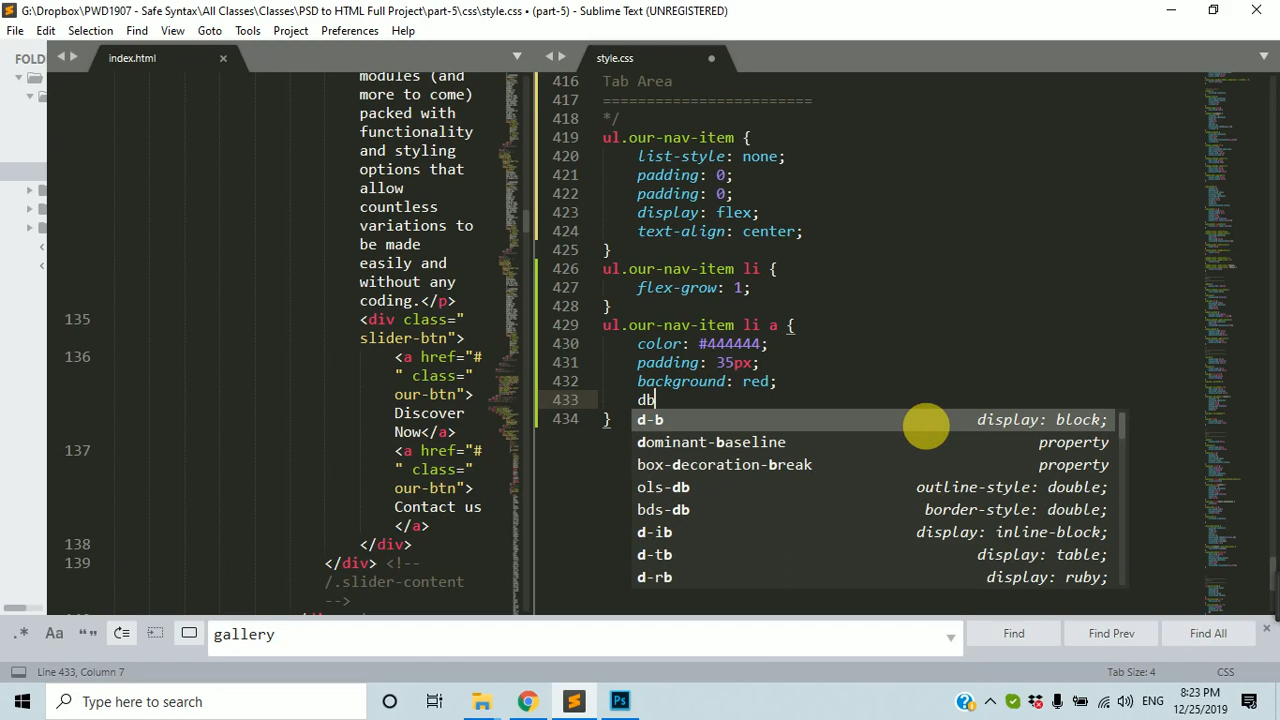 G:\Dropbox\PWD1907 - Safe Syntax\All Classes\Classes\PSD to HTML Full Project\part-5\css\style.css • (part-5) - Sublime Text (UNREGISTERED)
File Edit Selection Find View Goto Tools Project Preferences Help
FOLD
index.html
modules (and
more to come)
packed with
functionality
and styling
options that
allow
countless
variations to
be made
easily and
without any
coding.</p>
135 <div class="
slider-btn">
136 <a href="#
" class="
our-btn">
Discover
Now</a>
137 <a href="#
" class="
our-btn">
Contact us
</a>
138 </div>
139 </div> <!--
/.slider-content
-->
style.css
416 Tab Area
417 ========================
418 */
419 ul.our-nav-item {
420 list-style: none;
421 padding: 0;
422 padding: 0;
423 display: flex;
424 text-align: center;
425 }
426 ul.our-nav-item li {
427 flex-grow: 1;
428 }
429 ul.our-nav-item li a {
430 color: #444444;
431 padding: 35px;
432 background: red;
433 db
434 }
d-b display: block;
dominant-baseline property
box-decoration-break property
ols-db outline-style: double;
bds-db border-style: double;
d-ib display: inline-block;
d-tb display: table;
d-rb display: ruby;
.* Aa “” gallery Find Find Prev Find All
Line 433, Column 7 Tab Size: 4 CSS
Type here to search
Ps
ENG
8:23 PM
12/25/2019